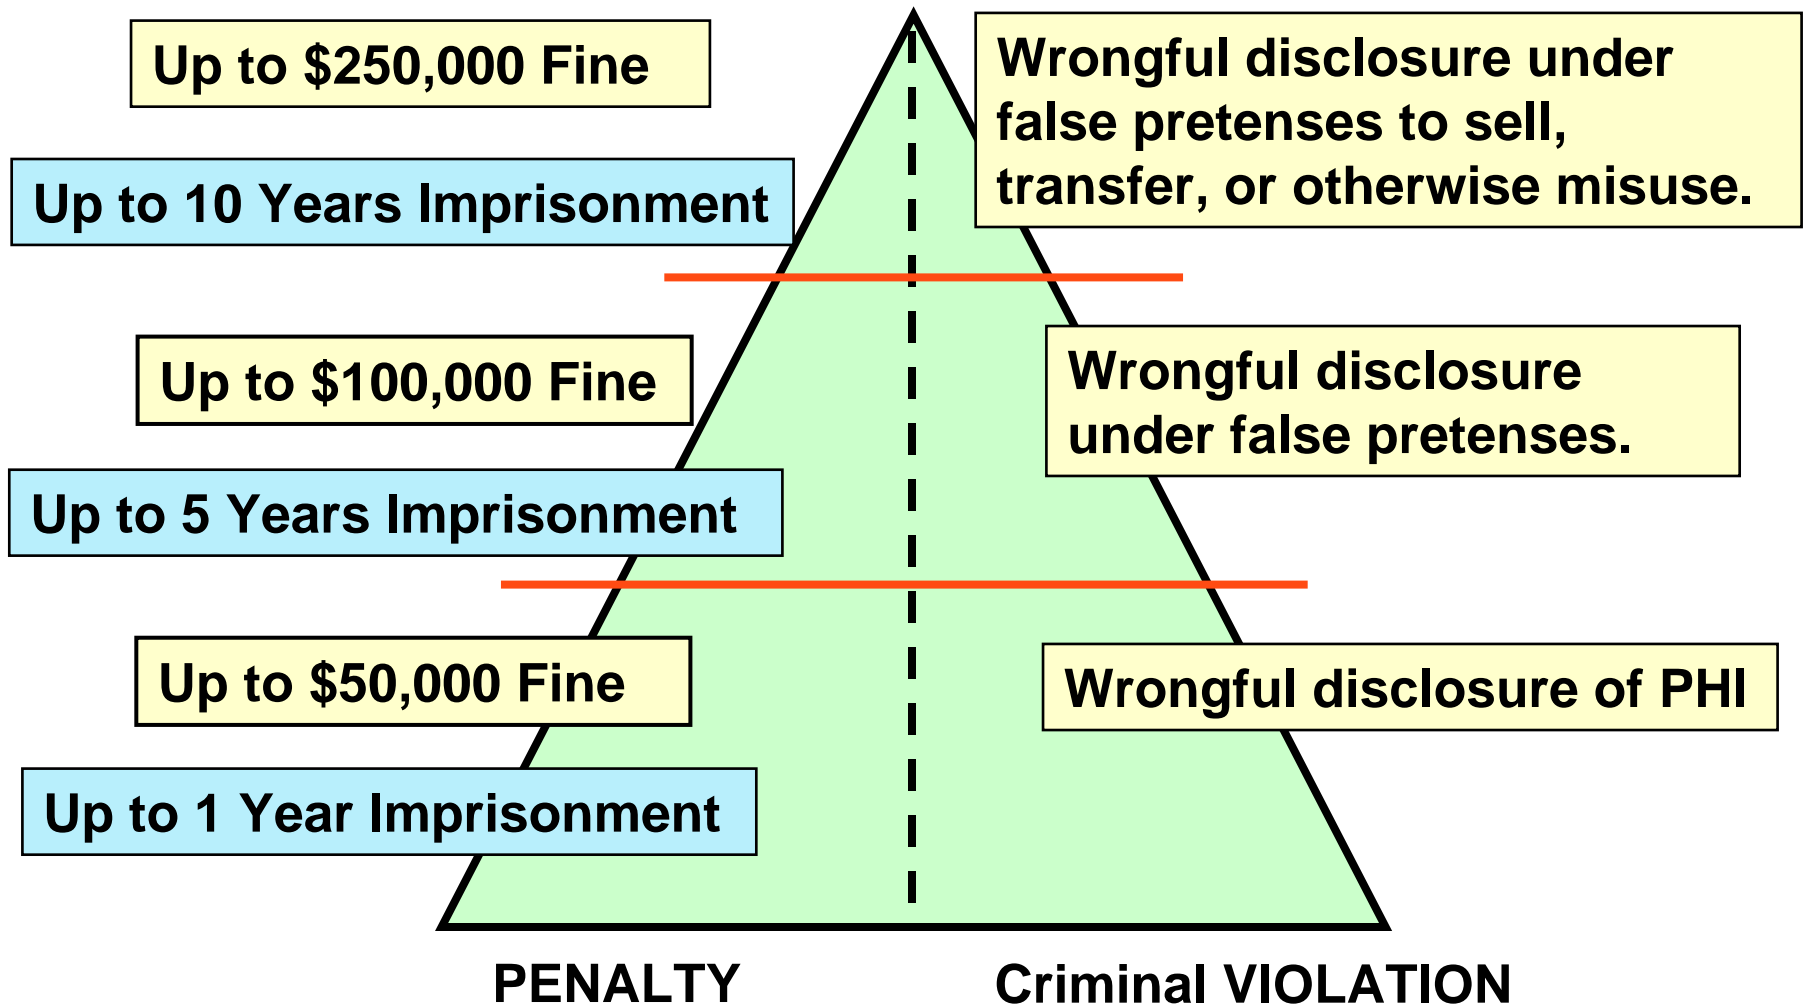 Up to $250,000 Fine
Up to 10 Years Imprisonment
Wrongful disclosure under
false pretenses to sell,
transfer, or otherwise misuse.
Up to $100,000 Fine
Up to 5 Years Imprisonment
Wrongful disclosure
under false pretenses.
Up to $50,000 Fine
Up to 1 Year Imprisonment
Wrongful disclosure of PHI
PENALTY
Criminal VIOLATION